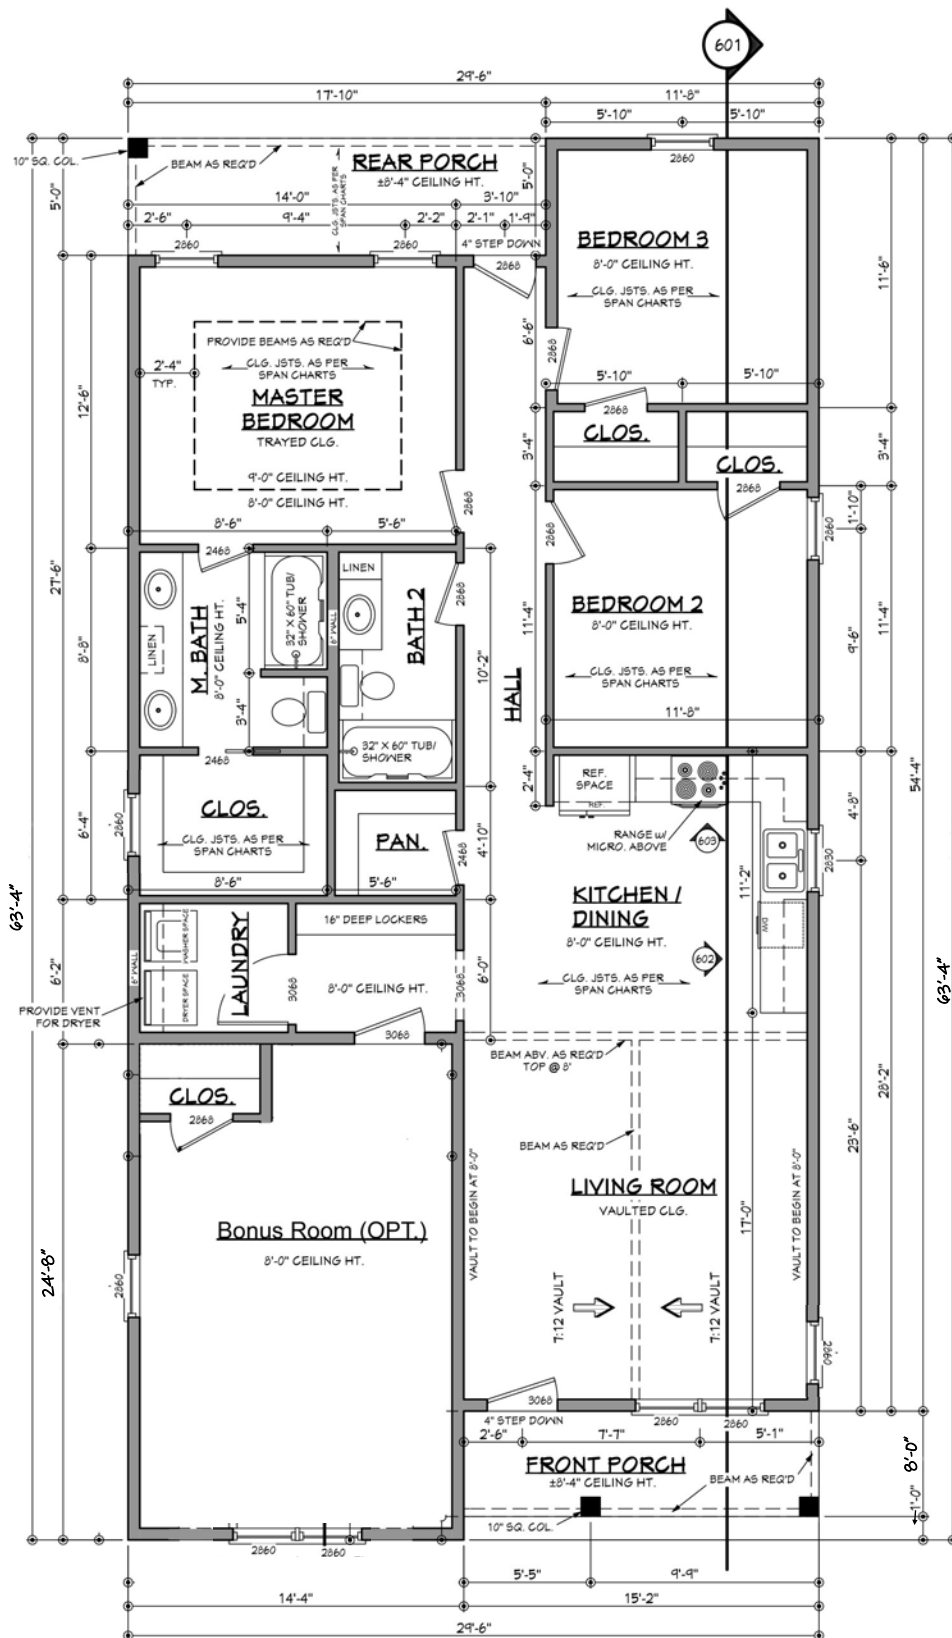 601
29'-6"
17'-10"
11'-8"
5'-10"
5'-10"
10" SQ. COL.
BEAM AS REQ'D
REAR PORCH
±8'-4" CEILING HT.
CLG. JSTS. AS PER
SPAN CHARTS
5'-0"
5'-0"
2860
14'-0"
3'-10"
2'-6"
9'-4"
2'-2"
2'-1"
1'-9"
2860
2860
4" STEP DOWN
2868
BEDROOM 3
8'-0" CEILING HT.
CLG. JSTS. AS PER
SPAN CHARTS
11'-6"
6'-6"
2868
5'-10"
5'-10"
PROVIDE BEAMS AS REQ'D
2'-4"
TYP.
CLG. JSTS. AS PER
SPAN CHARTS
MASTER
BEDROOM
TRAYED CLG.
9'-0" CEILING HT.
8'-0" CEILING HT.
12'-6"
2868
CLOS.
CLOS.
3'-4"
3'-4"
2868
2868
1'-10"
2860
8'-6"
5'-6"
2468
27'-6"
LINEN
M. BATH
8'-0" CEILING HT.
5'-4"
32" X 60" TUB/
SHOWER
6" WALL
LINEN
BATH 2
2868
8'-8"
3'-4"
2468
32" X 60" TUB/
SHOWER
10'-2"
HALL
11'-4"
2868
BEDROOM 2
8'-0" CEILING HT.
CLG. JSTS. AS PER
SPAN CHARTS
11'-8"
9'-6"
11'-4"
54'-4"
2'-4"
REF.
SPACE
REF.
RANGE w/
MICRO. ABOVE
603
4'-8"
2830
CLOS.
CLG. JSTS. AS PER
SPAN CHARTS
2860
6'-4"
8'-6"
PAN.
5'-6"
2468
4'-10"
11'-2"
KITCHEN /
DINING
8'-0" CEILING HT.
602
D/W
CLG. JSTS. AS PER
SPAN CHARTS
63'-4"
63'-4"
6'-2"
6" WALL
WASHER SPACE
DRYER SPACE
LAUNDRY
16" DEEP LOCKERS
8'-0" CEILING HT.
3068
3068
6'-0"
PROVIDE VENT
FOR DRYER
3068
BEAM ABV. AS REQ'D
TOP @ 8'
CLOS.
2868
BEAM AS REQ'D
28'-2"
23'-6"
VAULT TO BEGIN AT 8'-0"
LIVING ROOM
VAULTED CLG.
17'-0"
VAULT TO BEGIN AT 8'-0"
Bonus Room (OPT.)
8'-0" CEILING HT.
24'-8"
2860
7:12 VAULT
7:12 VAULT
2860
3068
4" STEP DOWN
2860
2860
2'-6"
7'-7"
5'-1"
FRONT PORCH
±8'-4" CEILING HT.
BEAM AS REQ'D
8'-0"
1'-0"
10" SQ. COL.
2860
2860
5'-5"
9'-9"
14'-4"
15'-2"
29'-6"